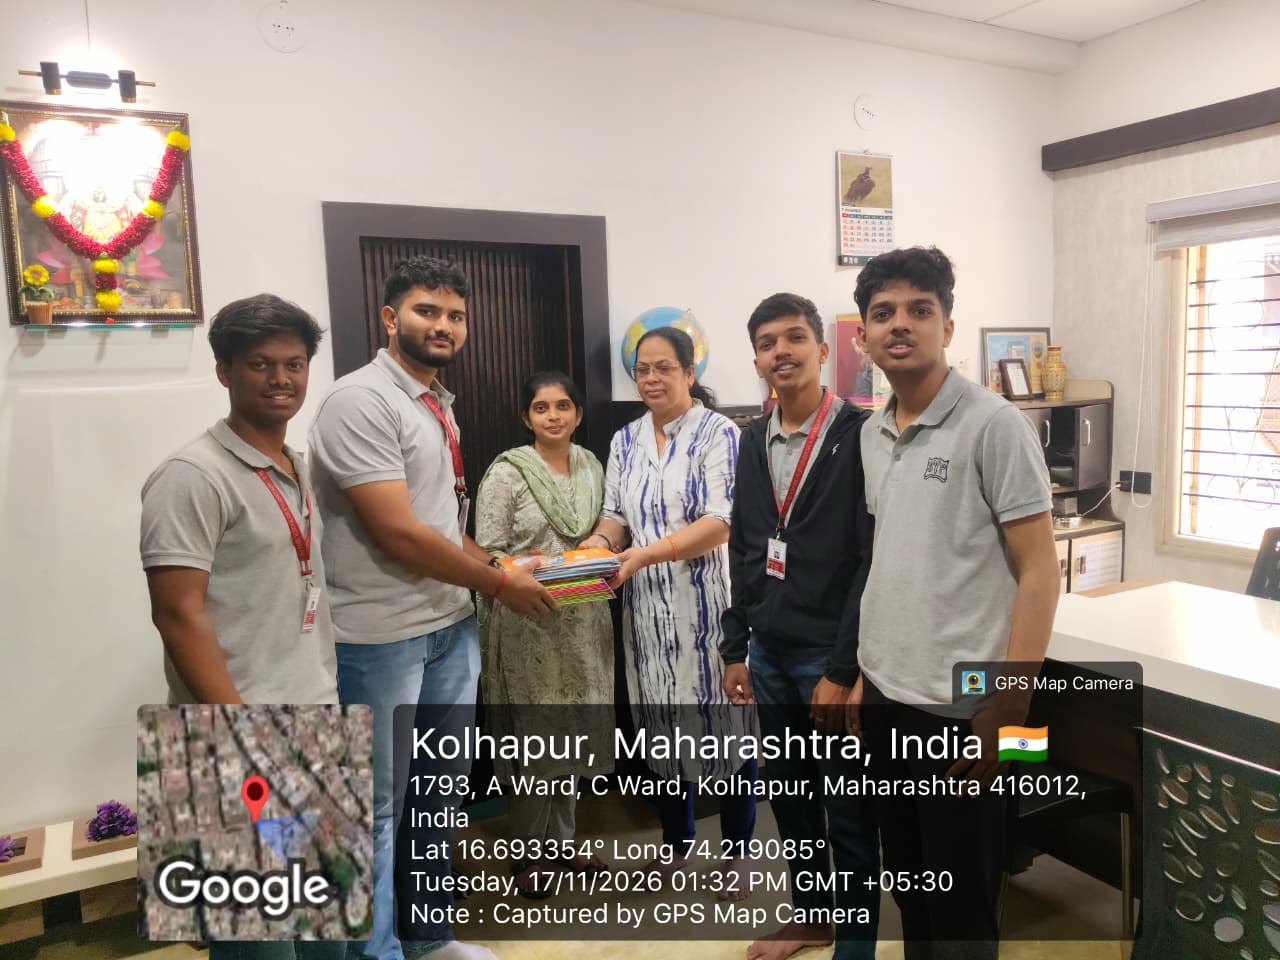 GPS Map Camera
Kolhapur, Maharashtra, India 🇮🇳
1793, A Ward, C Ward, Kolhapur, Maharashtra 416012,
India
Lat 16.693354° Long 74.219085°
Tuesday, 17/11/2026 01:32 PM GMT +05:30
Note : Captured by GPS Map Camera
Google